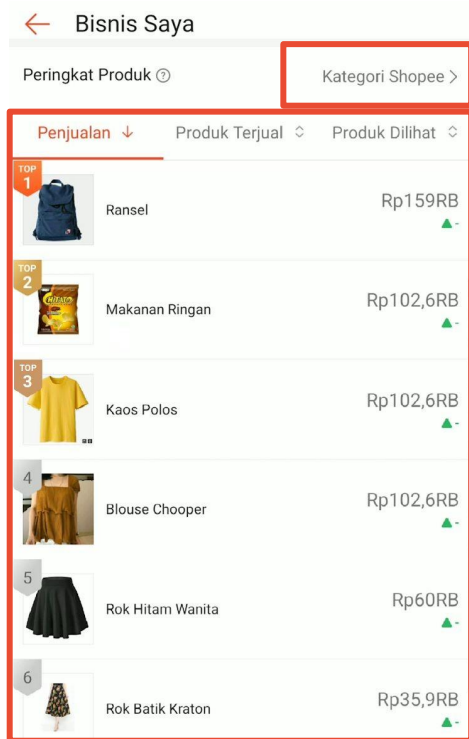 Bisnis Saya
Peringkat Produk ?
Kategori Shopee >
Penjualan ↓ Produk Terjual Produk Dilihat
TOP
1
Ransel
Rp159RB
-
TOP
2
CHITATO
Makanan Ringan
Rp102,6RB
-
TOP
3
Kaos Polos
Rp102,6RB
-
4
Blouse Chooper
Rp102,6RB
-
5
Rok Hitam Wanita
Rp60RB
-
6
Rok Batik Kraton
Rp35,9RB
-